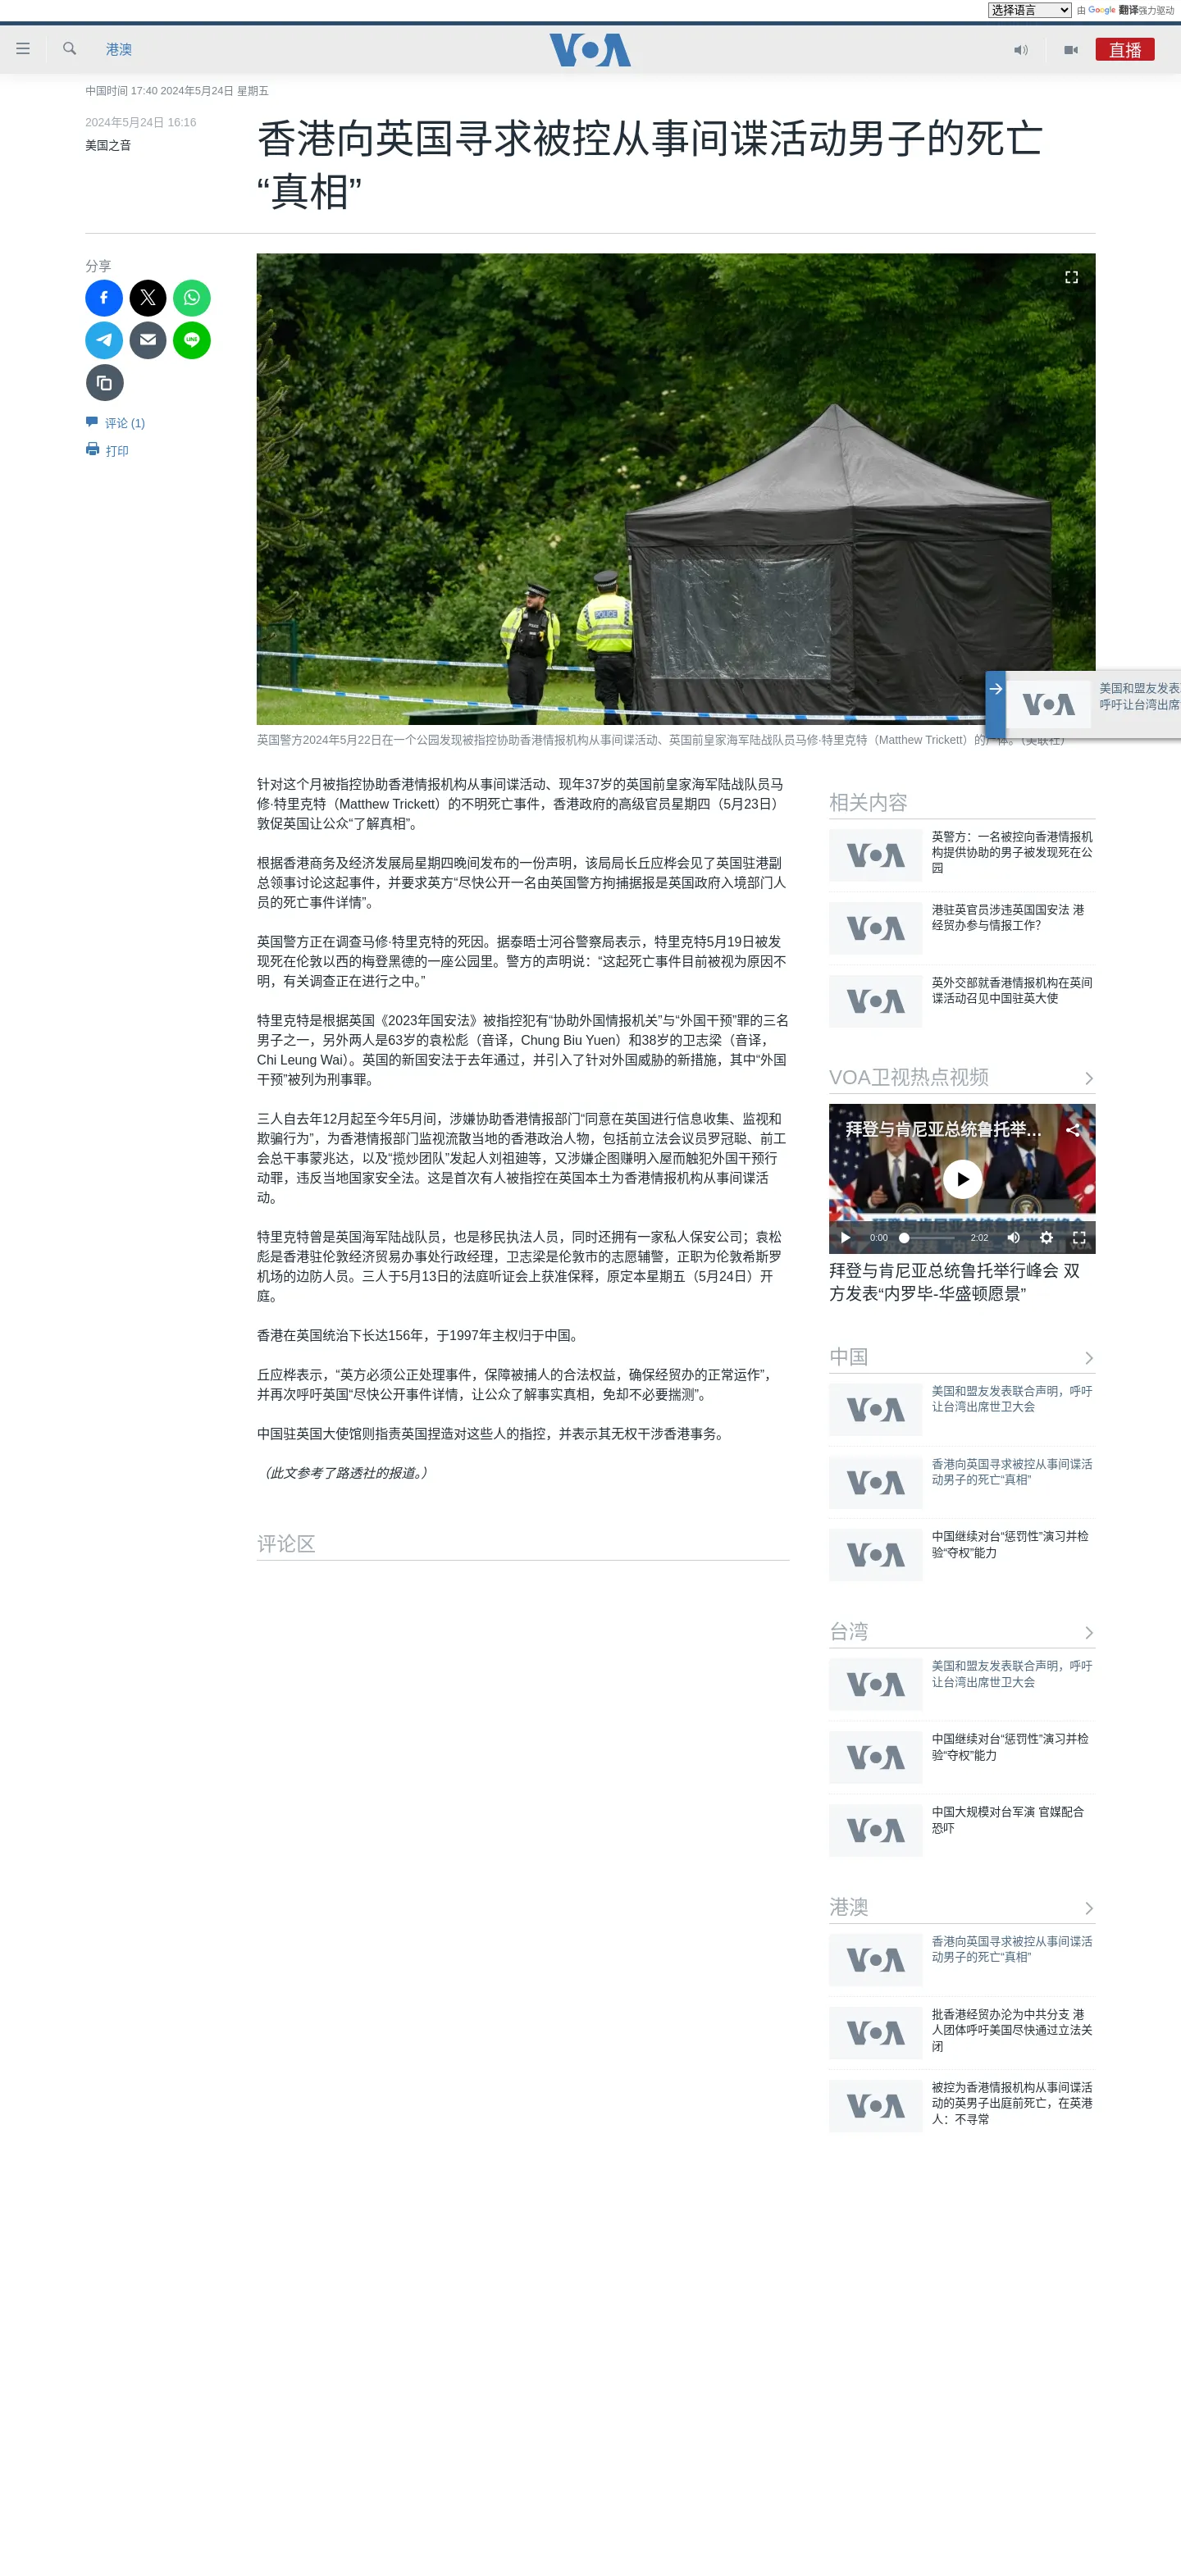 选择语言
由 Google 翻译强力驱动
港澳
VOA
直播
中国时间 17:40 2024年5月24日 星期五
2024年5月24日 16:16
美国之音
香港向英国寻求被控从事间谍活动男子的死亡
“真相”
分享
LINE
评论 (1)
打印
POLICE
VOA
美国和盟友发表
呼吁让台湾出席
英国警方2024年5月22日在一个公园发现被指控协助香港情报机构从事间谍活动、英国前皇家海军陆战队员马修·特里克特（Matthew Trickett）的尸体。（美联社）
针对这个月被指控协助香港情报机构从事间谍活动、现年37岁的英国前皇家海军陆战队员马
修·特里克特（Matthew Trickett）的不明死亡事件，香港政府的高级官员星期四（5月23日）
敦促英国让公众“了解真相”。
根据香港商务及经济发展局星期四晚间发布的一份声明，该局局长丘应桦会见了英国驻港副
总领事讨论这起事件，并要求英方“尽快公开一名由英国警方拘捕据报是英国政府入境部门人
员的死亡事件详情”。
英国警方正在调查马修·特里克特的死因。据泰晤士河谷警察局表示，特里克特5月19日被发
现死在伦敦以西的梅登黑德的一座公园里。警方的声明说：“这起死亡事件目前被视为原因不
明，有关调查正在进行之中。”
特里克特是根据英国《2023年国安法》被指控犯有“协助外国情报机关”与“外国干预”罪的三名
男子之一，另外两人是63岁的袁松彪（音译，Chung Biu Yuen）和38岁的卫志梁（音译，
Chi Leung Wai）。英国的新国安法于去年通过，并引入了针对外国威胁的新措施，其中“外国
干预”被列为刑事罪。
三人自去年12月起至今年5月间，涉嫌协助香港情报部门“同意在英国进行信息收集、监视和
欺骗行为”，为香港情报部门监视流散当地的香港政治人物，包括前立法会议员罗冠聪、前工
会总干事蒙兆达，以及“揽炒团队”发起人刘祖廸等，又涉嫌企图赚明入屋而触犯外国干预行
动罪，违反当地国家安全法。这是首次有人被指控在英国本土为香港情报机构从事间谍活
动。
特里克特曾是英国海军陆战队员，也是移民执法人员，同时还拥有一家私人保安公司；袁松
彪是香港驻伦敦经济贸易办事处行政经理，卫志梁是伦敦市的志愿辅警，正职为伦敦希斯罗
机场的边防人员。三人于5月13日的法庭听证会上获准保释，原定本星期五（5月24日）开
庭。
香港在英国统治下长达156年，于1997年主权归于中国。
丘应桦表示，“英方必须公正处理事件，保障被捕人的合法权益，确保经贸办的正常运作”，
并再次呼吁英国“尽快公开事件详情，让公众了解事实真相，免却不必要揣测”。
中国驻英国大使馆则指责英国捏造对这些人的指控，并表示其无权干涉香港事务。
（此文参考了路透社的报道。）
评论区
相关内容
VOA
英警方：一名被控向香港情报机
构提供协助的男子被发现死在公
园
VOA
港驻英官员涉违英国国安法 港
经贸办参与情报工作？
VOA
英外交部就香港情报机构在英间
谍活动召见中国驻英大使
VOA卫视热点视频
拜登与肯尼亚总统鲁托举...
0:00
2:02
拜登与肯尼亚总统鲁托举行峰会 双
方发表“内罗毕-华盛顿愿景”
中国
VOA
美国和盟友发表联合声明，呼吁
让台湾出席世卫大会
VOA
香港向英国寻求被控从事间谍活
动男子的死亡“真相”
VOA
中国继续对台“惩罚性”演习并检
验“夺权”能力
台湾
VOA
美国和盟友发表联合声明，呼吁
让台湾出席世卫大会
VOA
中国继续对台“惩罚性”演习并检
验“夺权”能力
VOA
中国大规模对台军演 官媒配合
恐吓
港澳
VOA
香港向英国寻求被控从事间谍活
动男子的死亡“真相”
VOA
批香港经贸办沦为中共分支 港
人团体呼吁美国尽快通过立法关
闭
VOA
被控为香港情报机构从事间谍活
动的英男子出庭前死亡，在英港
人：不寻常